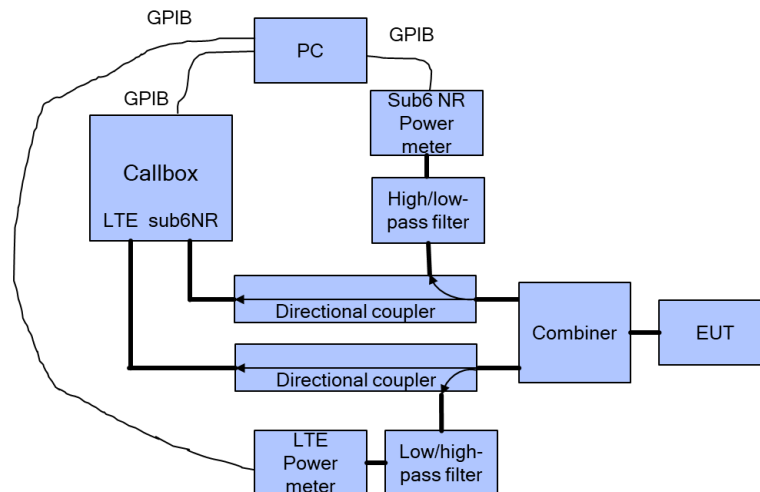 GPIB
PC
GPIB
GPIB
Sub6 NR
Power
meter
Callbox
LTE sub6NR
High/low-
pass filter
Directional coupler
Combiner
EUT
Directional coupler
LTE
Power
meter
Low/high-
pass filter